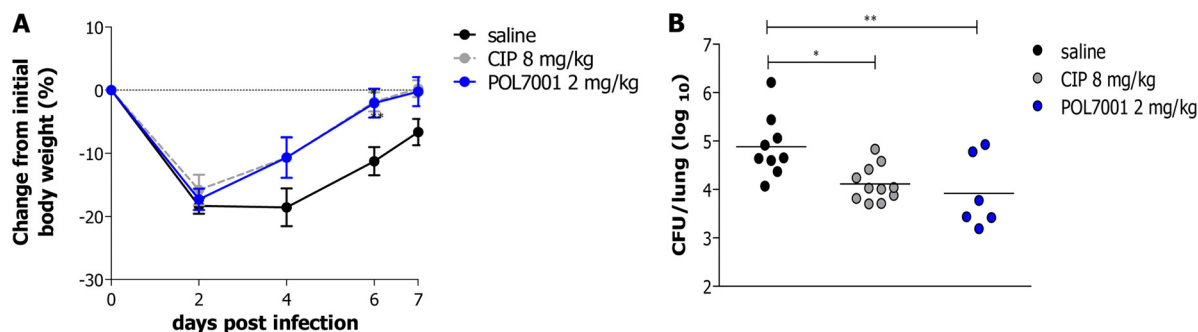 A
Change from initial
body weight (%)
10
0
-10
-20
-30
0
2
4
6
7
days post infection
saline
CIP 8 mg/kg
POL7001 2 mg/kg
*
**
B
CFU/lung (log 10)
7
6
5
4
3
2
**
*
saline
CIP 8 mg/kg
POL7001 2 mg/kg